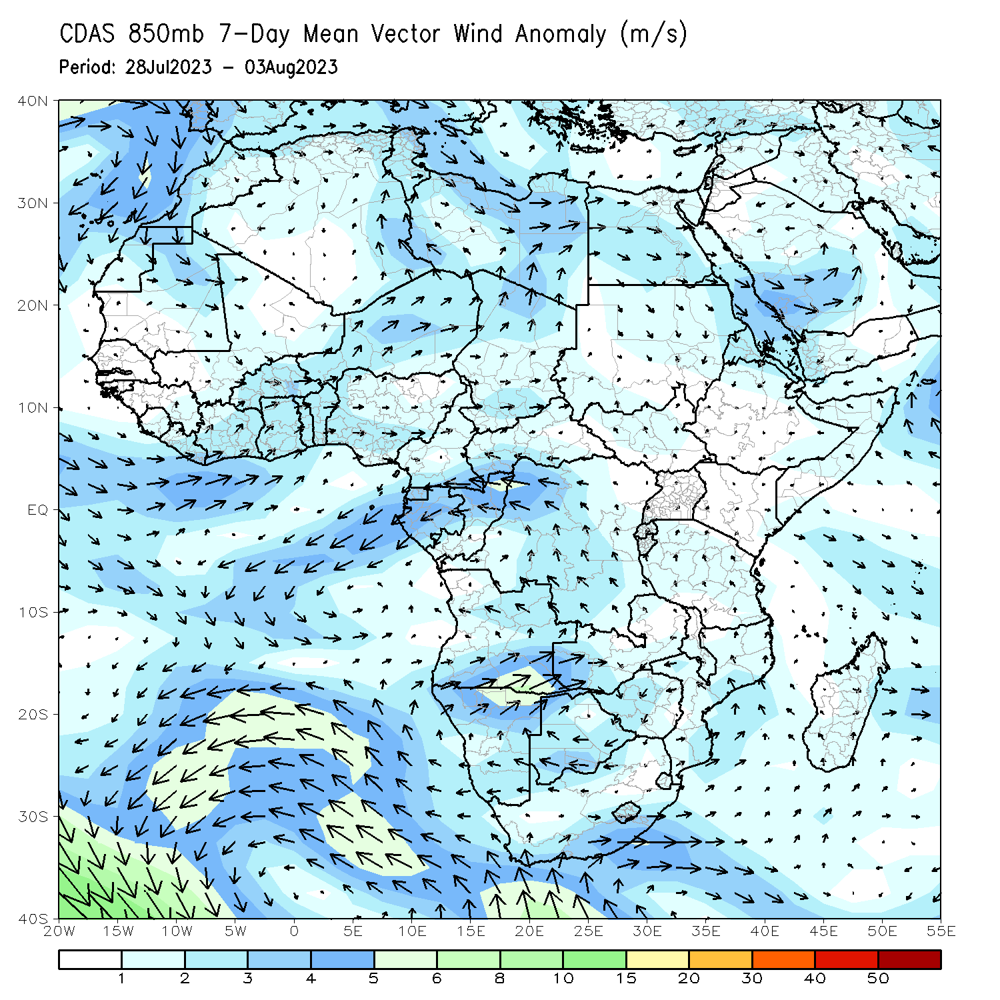 CDAS 850mb 7-Day Mean Vector Wind Anomaly (m/s)
Period: 28Jul2023 - 03Aug2023
40N
30N
20N
10N
EQ
10S
20S
30S
40S
20W 15W 10W 5W 0 5E 10E 15E 20E 25E 30E 35E 40E 45E 50E 55E
1 2 3 4 5 6 8 10 15 20 30 40 50